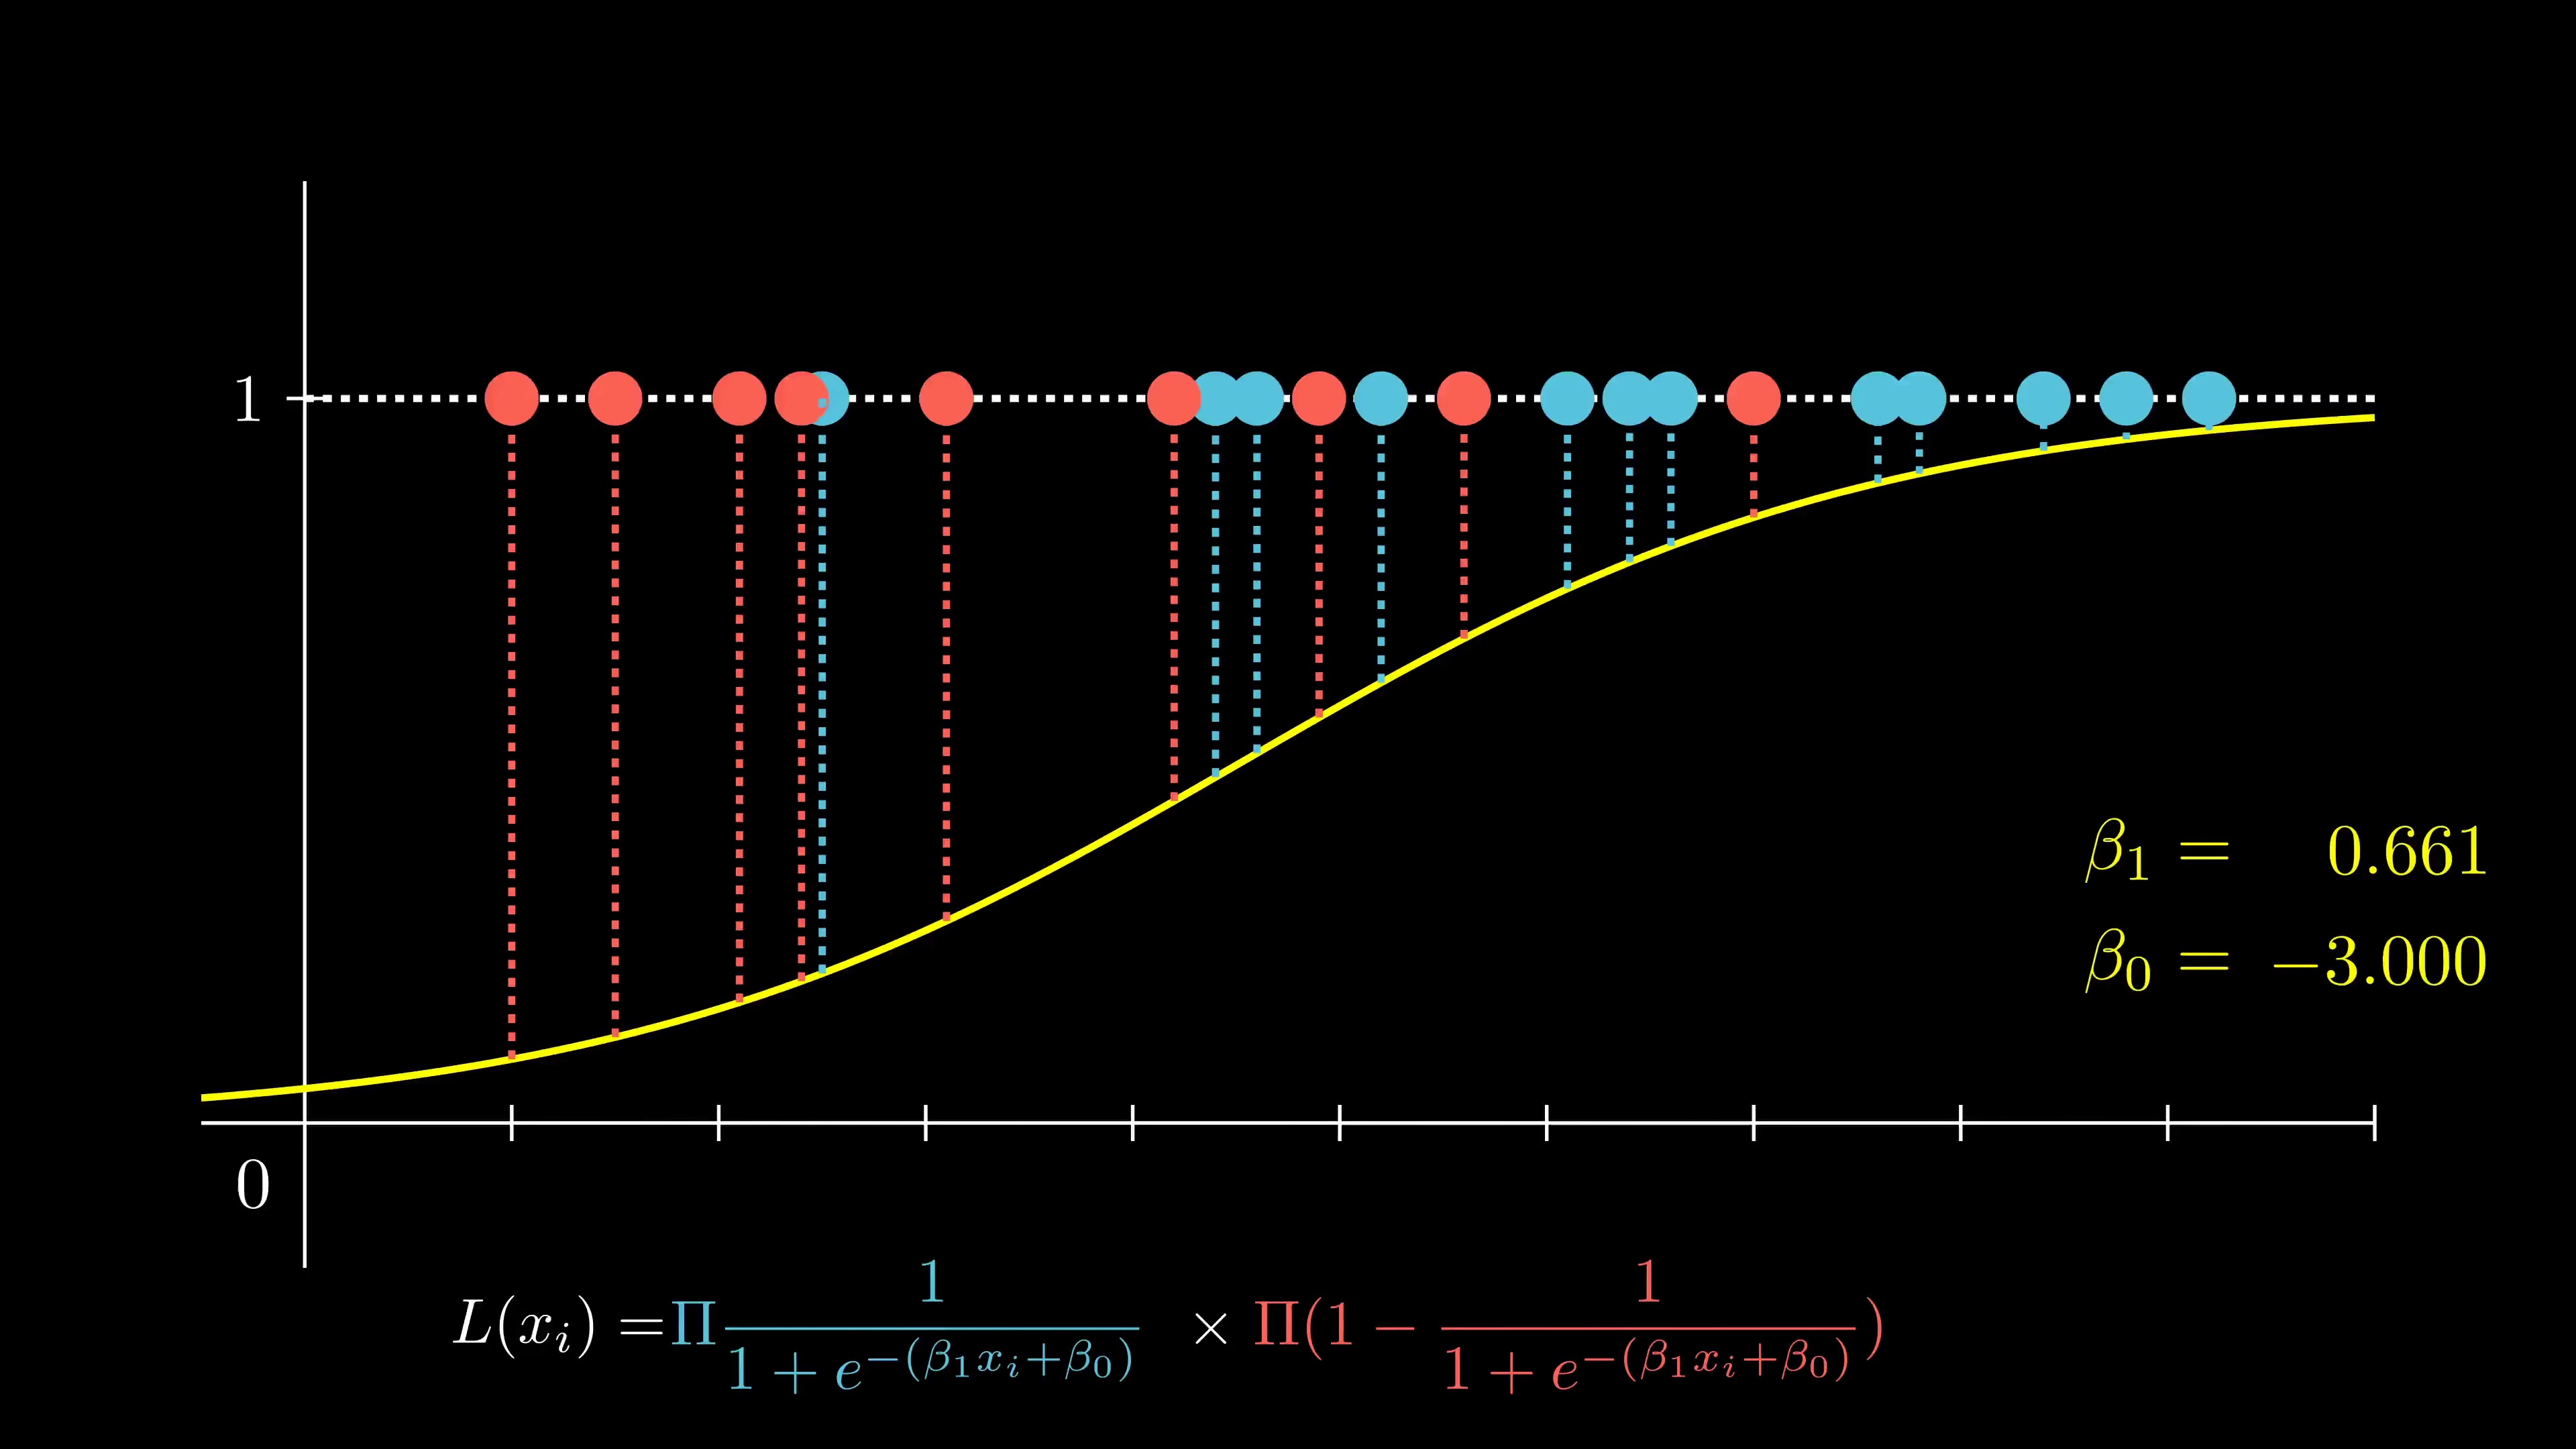 1
β₁ = 0.661
β₀ = −3.000
0
L(xᵢ) = Π 1/(1 + e^{−(β₁xᵢ+β₀)}) × Π(1 − 1/(1 + e^{−(β₁xᵢ+β₀)}))